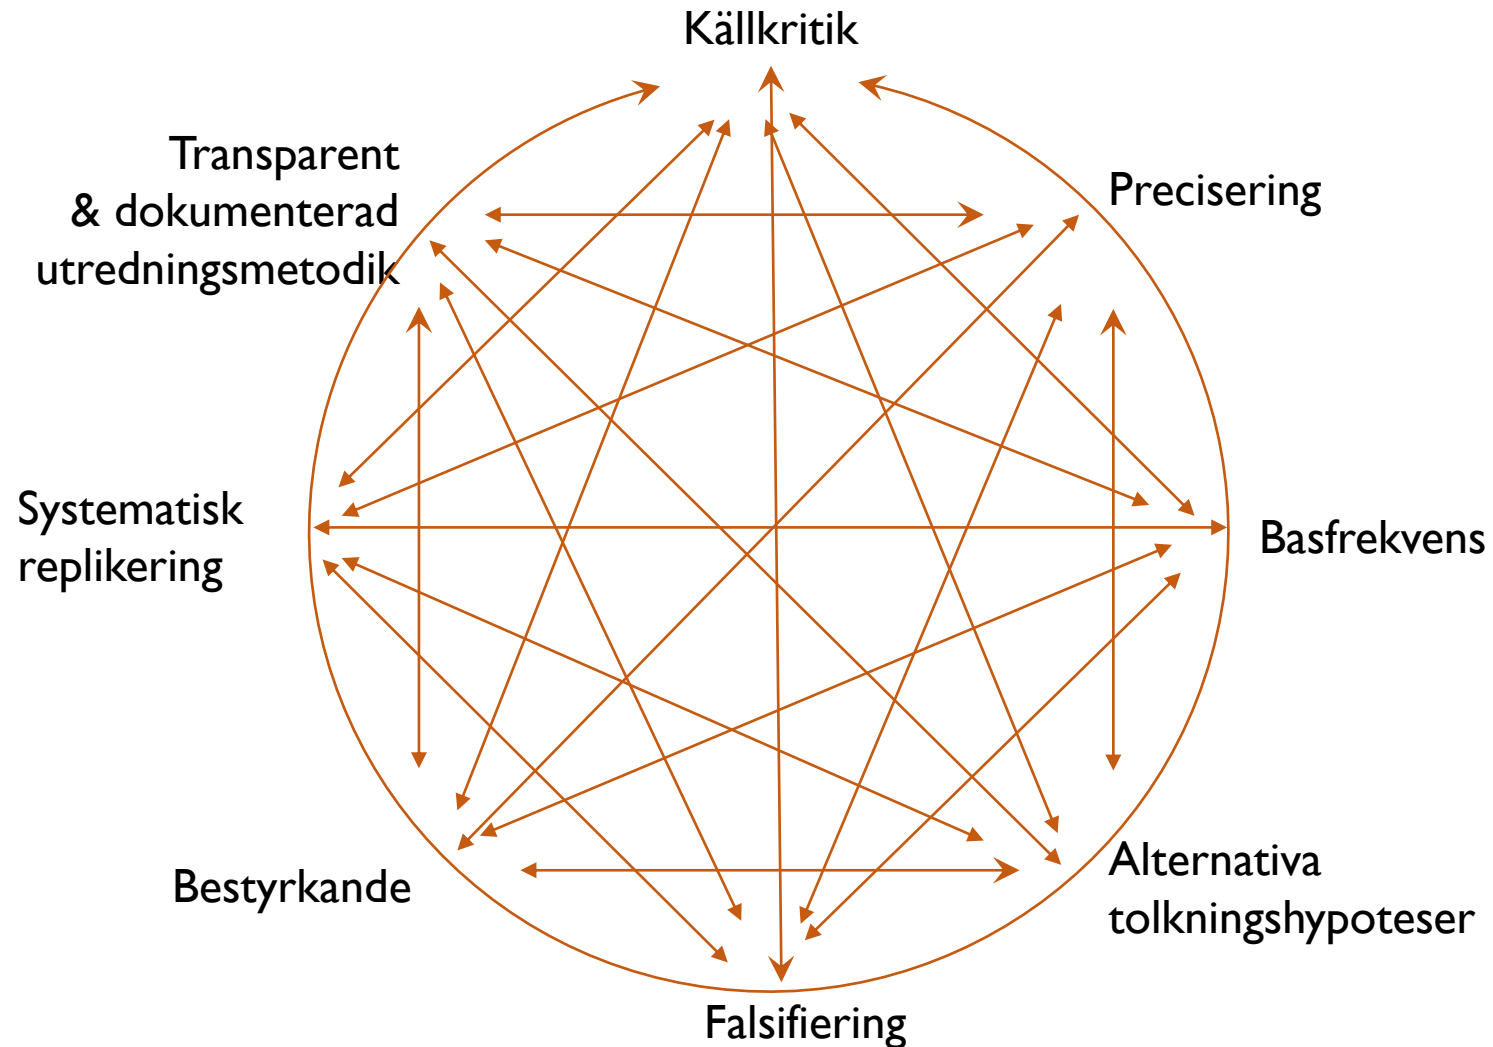 Källkritik
Transparent
& dokumenterad
utredningsmetodik
Precisering
Systematisk
replikering
Basfrekvens
Bestyrkande
Alternativa
tolkningshypoteser
Falsifiering